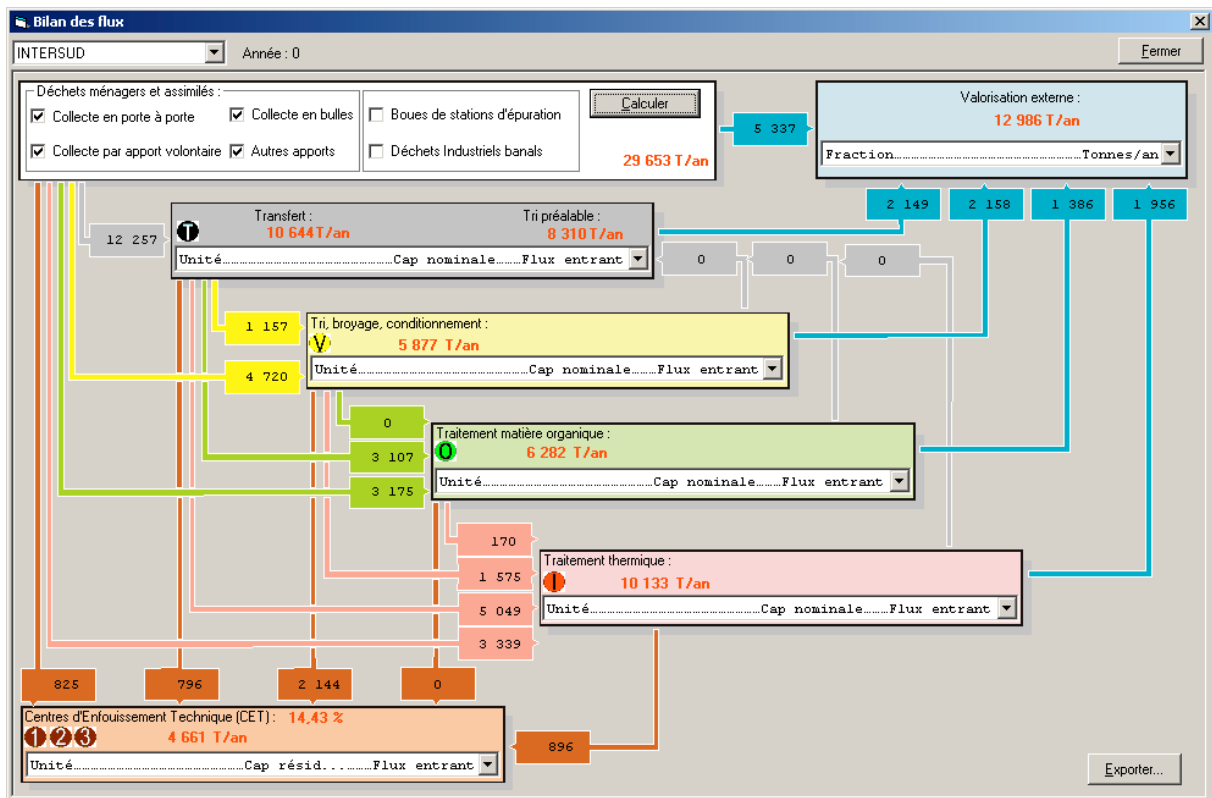 Bilan des flux
INTERSUD Année : 0 Fermer
Déchets ménagers et assimilés :
Collecte en porte à porte Collecte en bulles Boues de stations d'épuration Calculer
Collecte par apport volontaire Autres apports Déchets Industriels banals 29 653 T/an
5 337
Valorisation externe :
12 986 T/an
Fraction............Tonnes/an
2 149 2 158 1 386 1 956
12 257
Transfert : Tri préalable :
T 10 644T/an 8 310T/an
Unité............Cap nominale........Flux entrant
0 0 0
1 157
4 720
Tri, broyage, conditionnement :
V 5 877 T/an
Unité............Cap nominale........Flux entrant
0
3 107
3 175
Traitement matière organique :
O 6 282 T/an
Unité............Cap nominale........Flux entrant
170
1 575
5 049
3 339
Traitement thermique :
I 10 133 T/an
Unité............Cap nominale........Flux entrant
825 796 2 144 0
Centres d'Enfouissement Technique (CET) : 14,43 %
1 2 3 4 661 T/an
Unité............Cap résid........Flux entrant
896
Exporter...